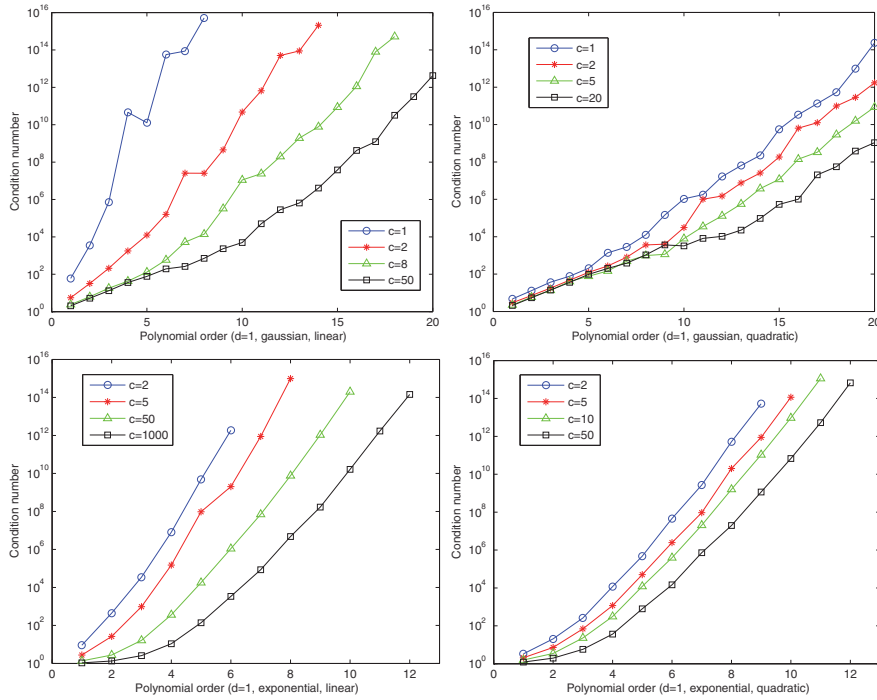 10^16
10^14
10^12
10^10
10^8
10^6
10^4
10^2
10^0
Condition number
c=1
c=2
c=8
c=50
0 5 10 15 20
Polynomial order (d=1, gaussian, linear)
10^16
10^14
10^12
10^10
10^8
10^6
10^4
10^2
10^0
Condition number
c=1
c=2
c=5
c=20
0 5 10 15 20
Polynomial order (d=1, gaussian, quadratic)
10^16
10^14
10^12
10^10
10^8
10^6
10^4
10^2
10^0
Condition number
c=2
c=5
c=50
c=1000
0 2 4 6 8 10 12
Polynomial order (d=1, exponential, linear)
10^16
10^14
10^12
10^10
10^8
10^6
10^4
10^2
10^0
Condition number
c=2
c=5
c=10
c=50
0 2 4 6 8 10 12
Polynomial order (d=1, exponential, quadratic)